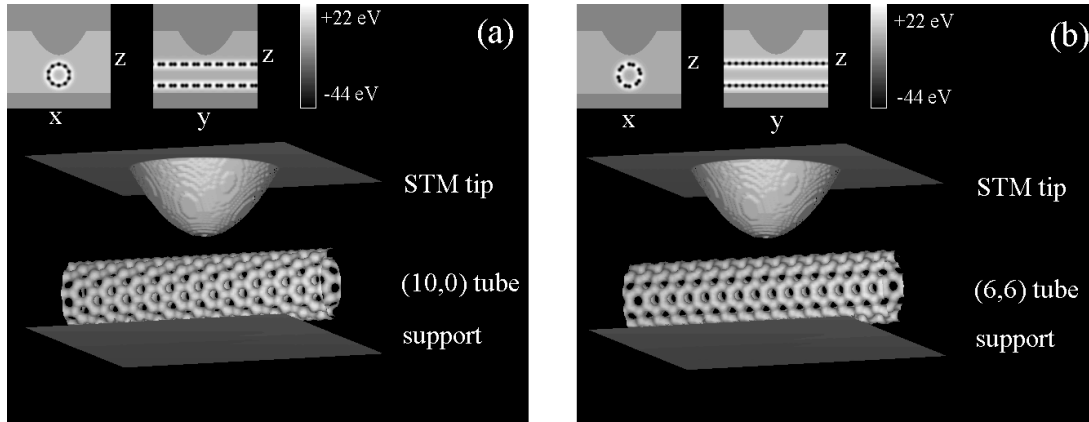 +22 eV
(a)
z
z
-44 eV
x
y
STM tip
(10,0) tube
support
+22 eV
(b)
z
z
-44 eV
x
y
STM tip
(6,6) tube
support